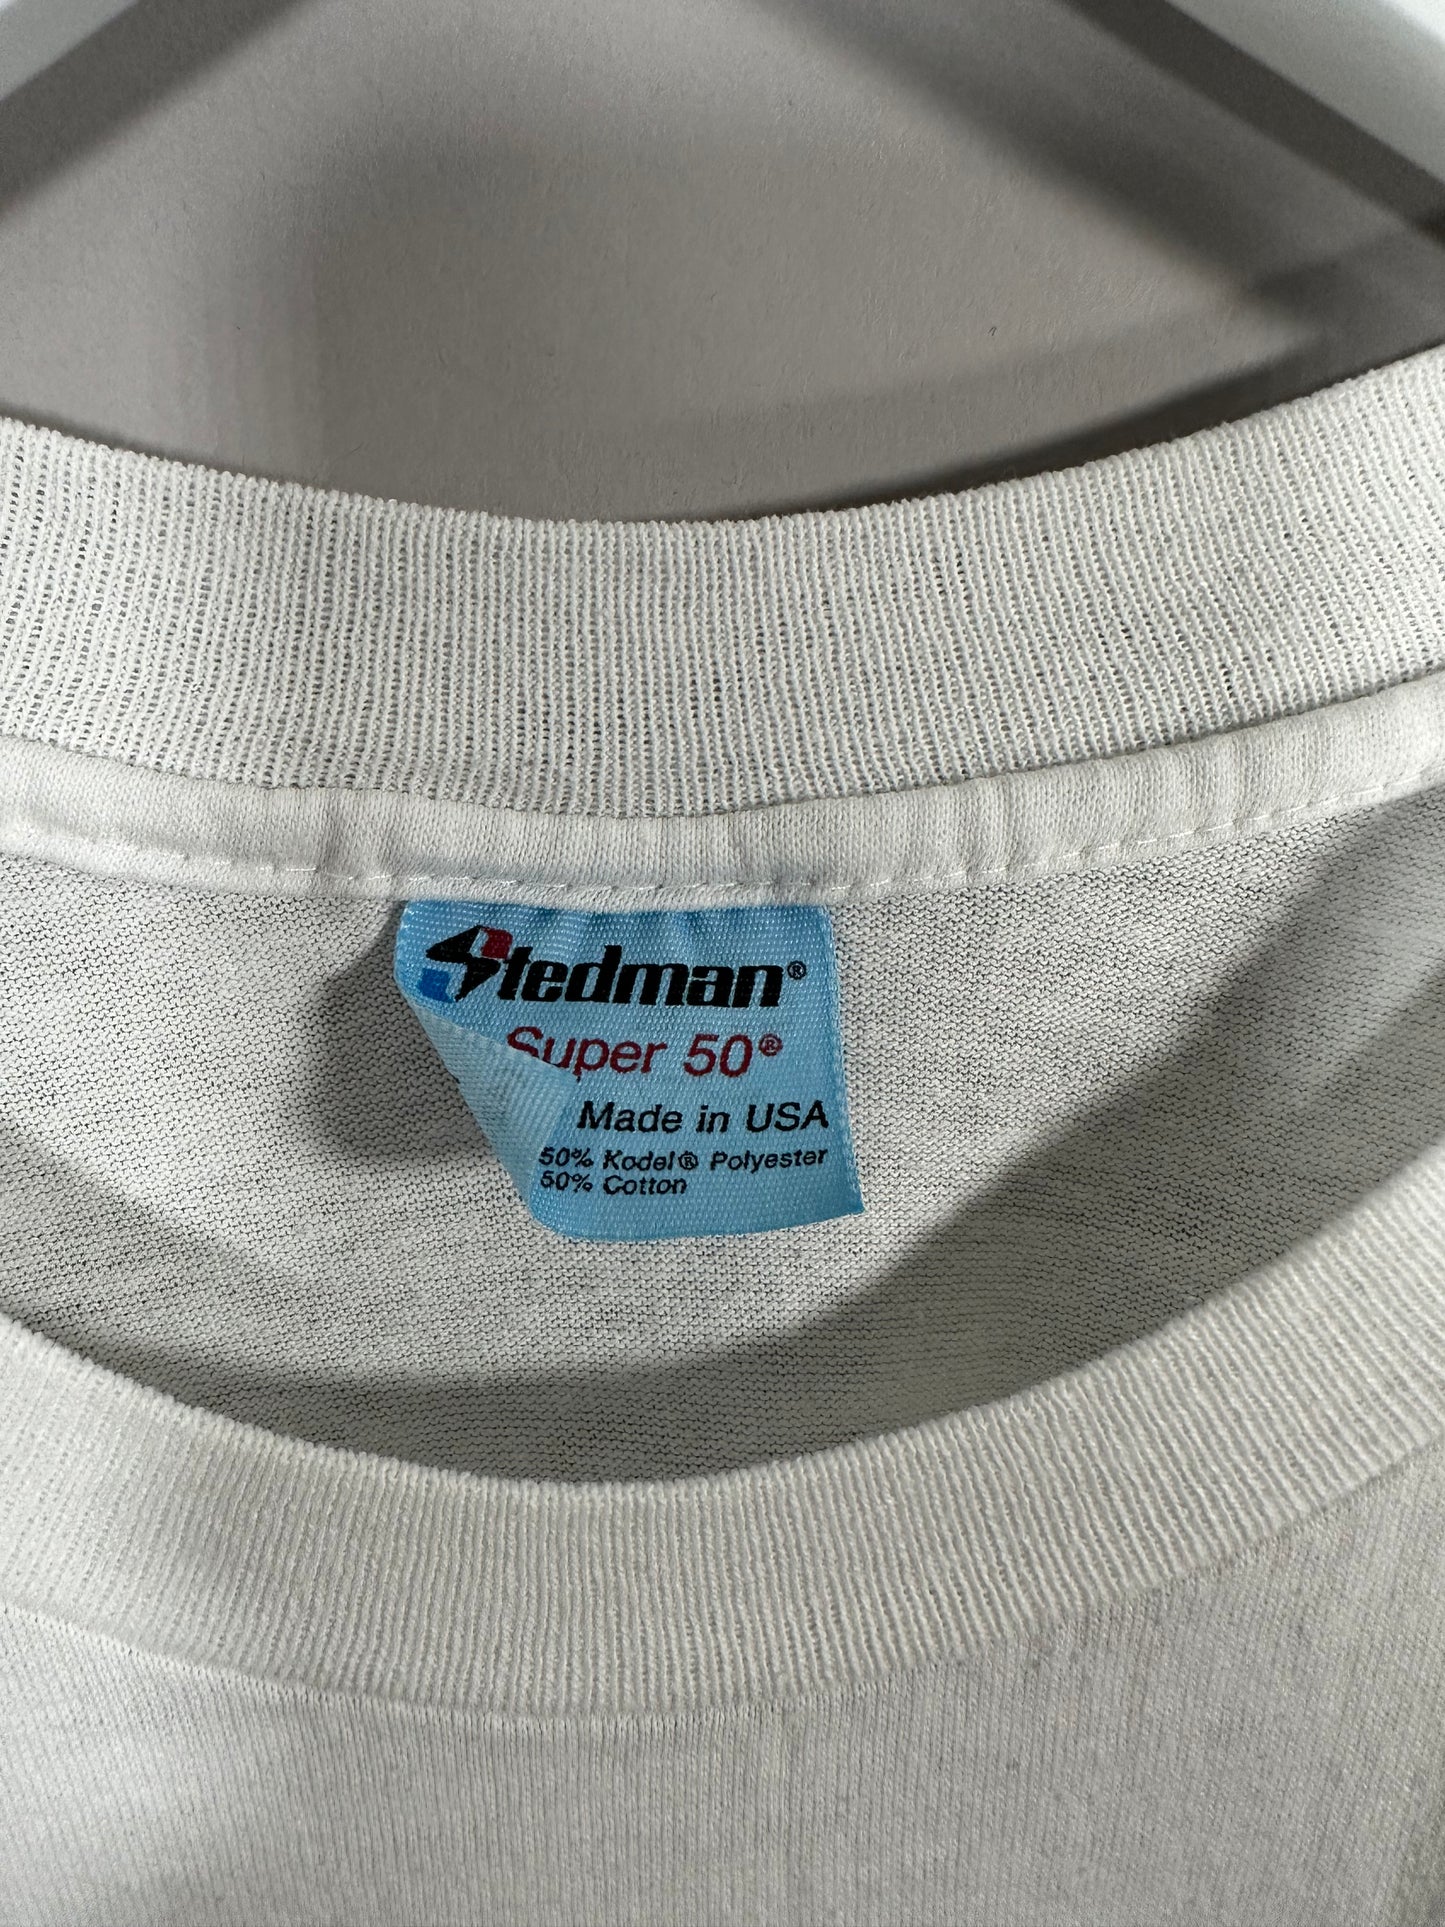 Stedman®
Super 50®
Made in USA
50% Kodel® Polyester
50% Cotton